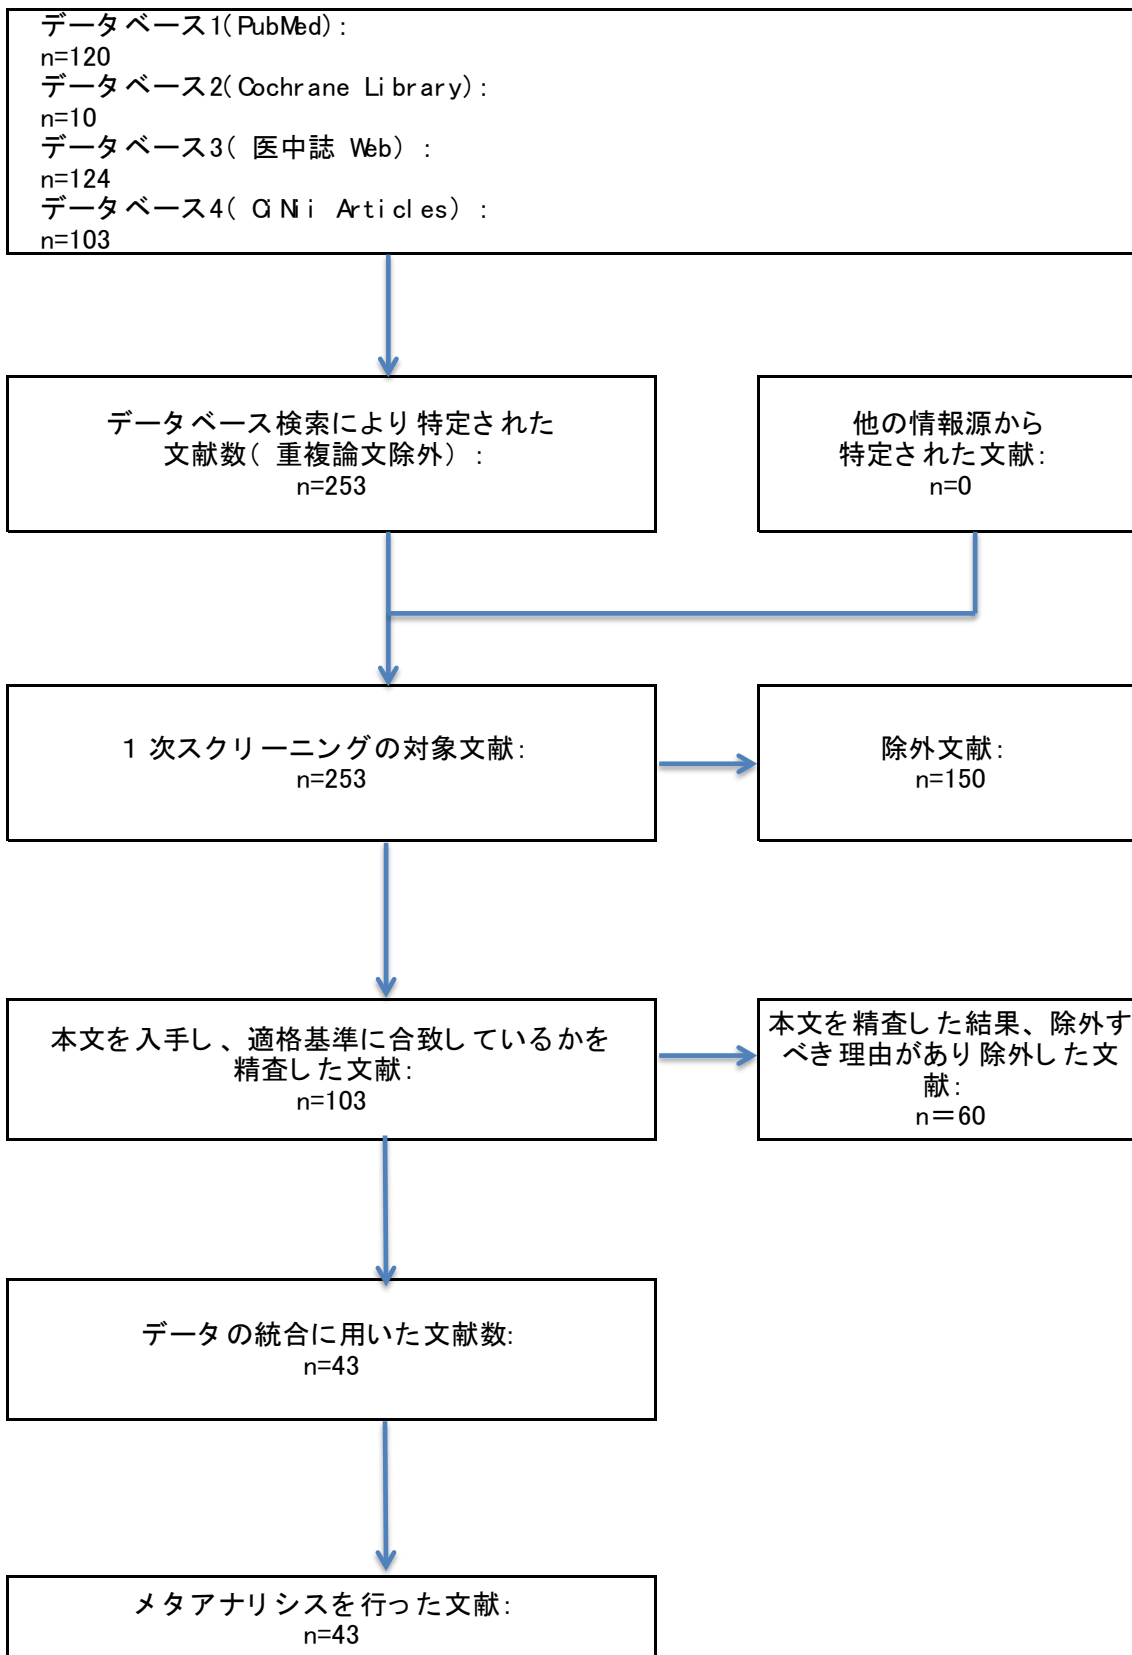 データベース1(PubMed):
n=120
データベース2(Cochrane Library):
n=10
データベース3(医中誌 Web):
n=124
データベース4(CiNii Articles):
n=103
データベース検索により特定された
文献数(重複論文除外):
n=253
他の情報源から
特定された文献:
n=0
1 次スクリーニングの対象文献:
n=253
除外文献:
n=150
本文を入手し、適格基準に合致しているかを
精査した文献:
n=103
本文を精査した結果、除外す
べき理由があり除外した文
献:
n=60
データの統合に用いた文献数:
n=43
メタアナリシスを行った文献:
n=43